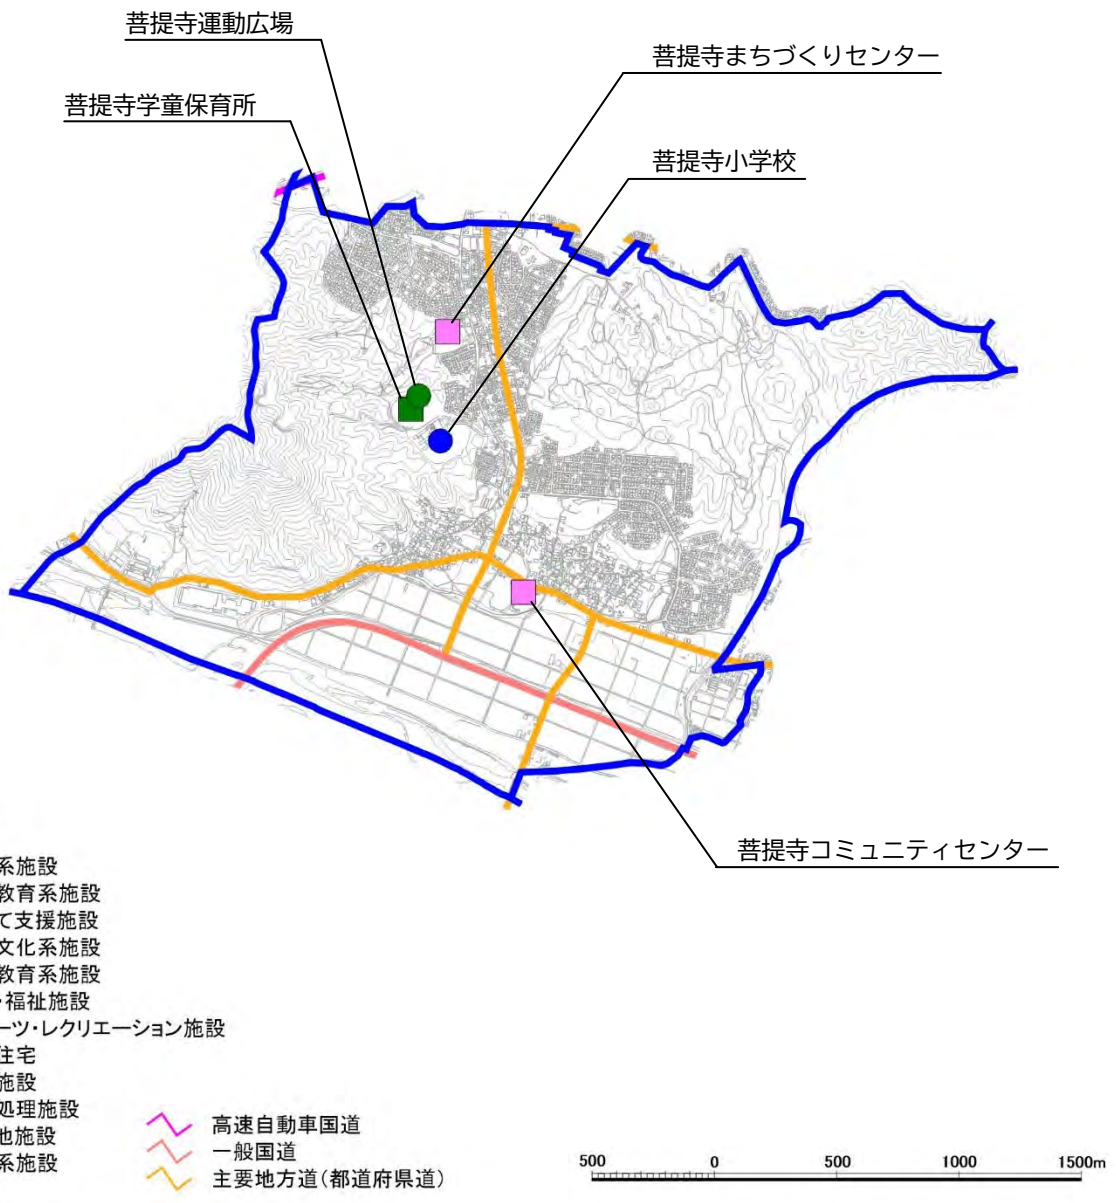 菩提寺運動広場
菩提寺まちづくりセンター
菩提寺学童保育所
菩提寺小学校
菩提寺コミュニティセンター
系施設
教育系施設
て支援施設
文化系施設
教育系施設
・福祉施設
ーツ・レクリエーション施設
住宅
施設
処理施設
他施設
系施設
高速自動車国道
一般国道
主要地方道(都道府県道)
500 0 500 1000 1500m